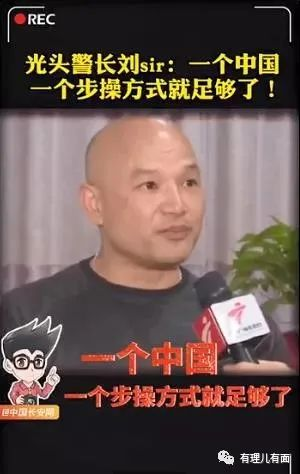 REC
光头警长刘sir：一个中国
一个步操方式就足够了！
一个中国
一个步操方式就足够了
@中国长安网
有理儿有面